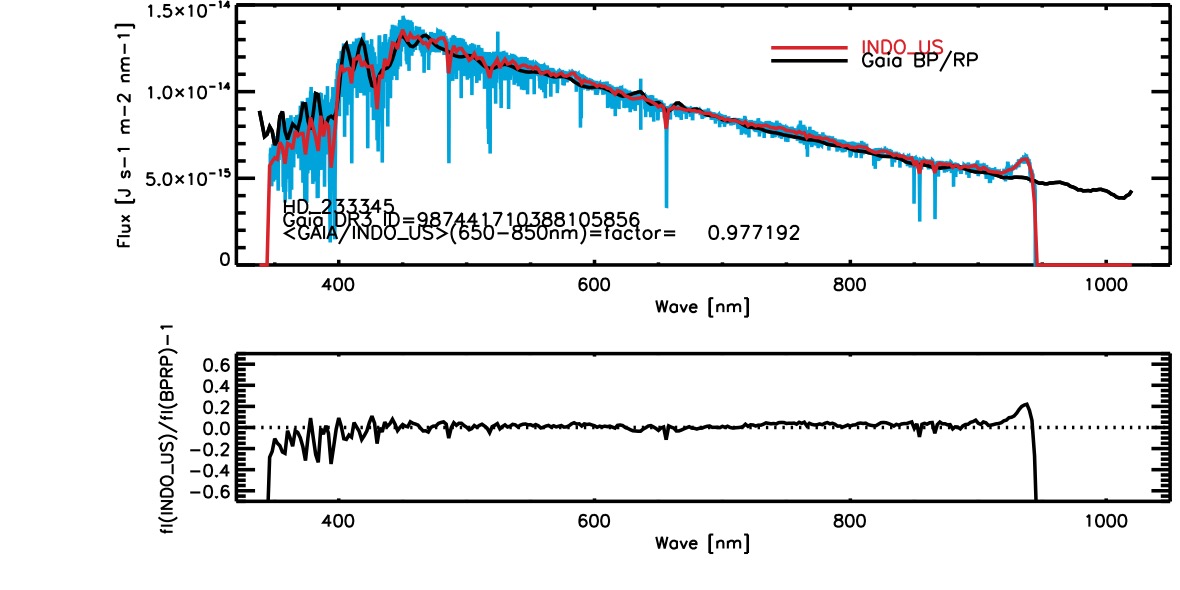 1.5×10−14
1.0×10−14
5.0×10−15
0
Flux [J s−1 m−2 nm−1]
INDO_US
Gaia BP/RP
HD_233345
Gaia DR3 ID=987441710388105856
<GAIA/INDO_US>(650−850nm)=factor= 0.977192
400 600 800 1000
Wave [nm]
fl(INDO_US)/fl(BPRP)−1
0.6
0.4
0.2
0.0
−0.2
−0.4
−0.6
400 600 800 1000
Wave [nm]